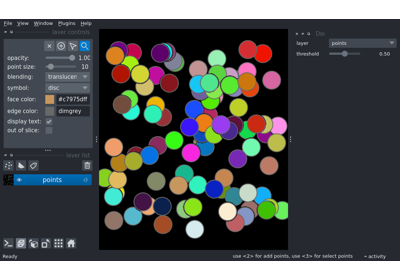 File View Window Plugins Help
layer controls
opacity: 1.00
point size: 10
blending: translucen
symbol: disc
face color: #c7975dff
edge color: dimgrey
display text:
out of slice:
layer list
points
layer points
threshold 0.50
Ready use <2> for add points, use <3> for select points activity